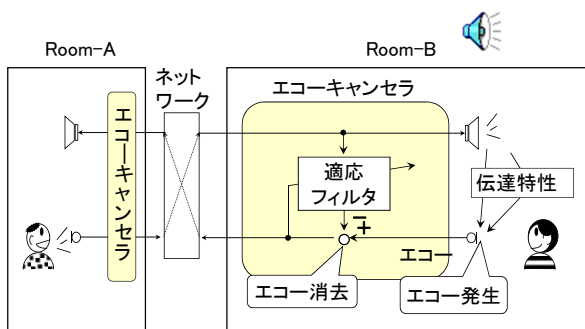 Room-A
Room-B
ネット
ワーク
エコーキャンセラ
エコーキャンセラ
適応
フィルタ
伝達特性
－
＋
エコー
エコー消去
エコー発生